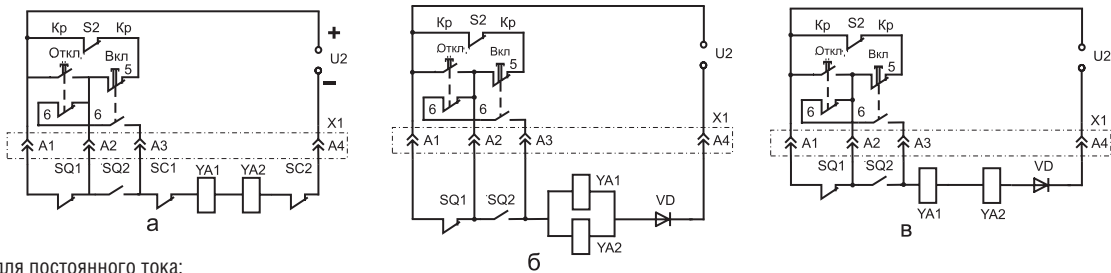 Кр S2 Кр
+
U2
Откл.
Вкл
5
−
6
6
X1
A1 A2 A3 A4
SQ1 SQ2 SC1 YA1 YA2 SC2
а
Кр S2 Кр
U2
Откл,
Вкл
5
6
6
X1
A1 A2 A3 A4
SQ1 SQ2 YA1 VD
YA2
б
Кр S2 Кр
U2
Откл,
Вкл
5
6
6
X1
A1 A2 A3 A4
SQ1 SQ2 VD
YA1 YA2
в
для постоянного тока: